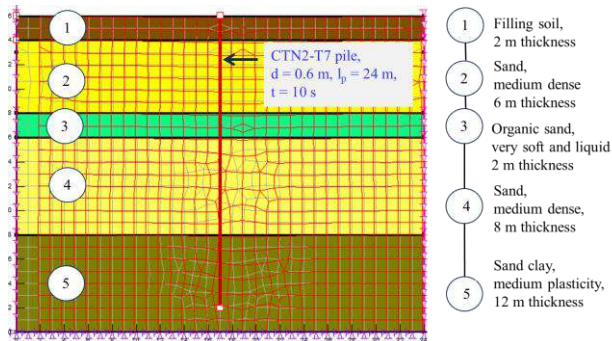 1
2
3
4
5
CTN2-T7 pile,
d = 0.6 m, lp = 24 m,
t = 10 s
1
Filling soil,
2 m thickness
2
Sand,
medium dense
6 m thickness
3
Organic sand,
very soft and liquid
2 m thickness
4
Sand,
medium dense,
8 m thickness
5
Sand clay,
medium plasticity,
12 m thickness